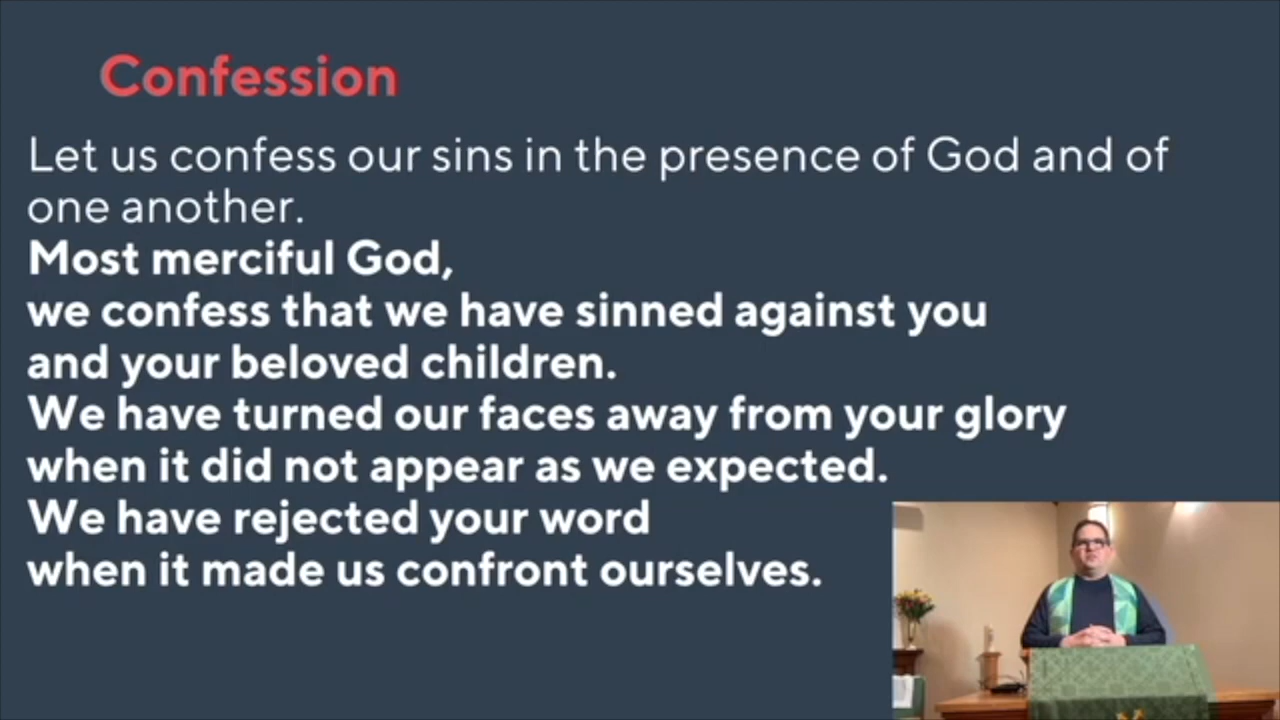 Confession
Let us confess our sins in the presence of God and of
one another.
Most merciful God,
we confess that we have sinned against you
and your beloved children.
We have turned our faces away from your glory
when it did not appear as we expected.
We have rejected your word
when it made us confront ourselves.